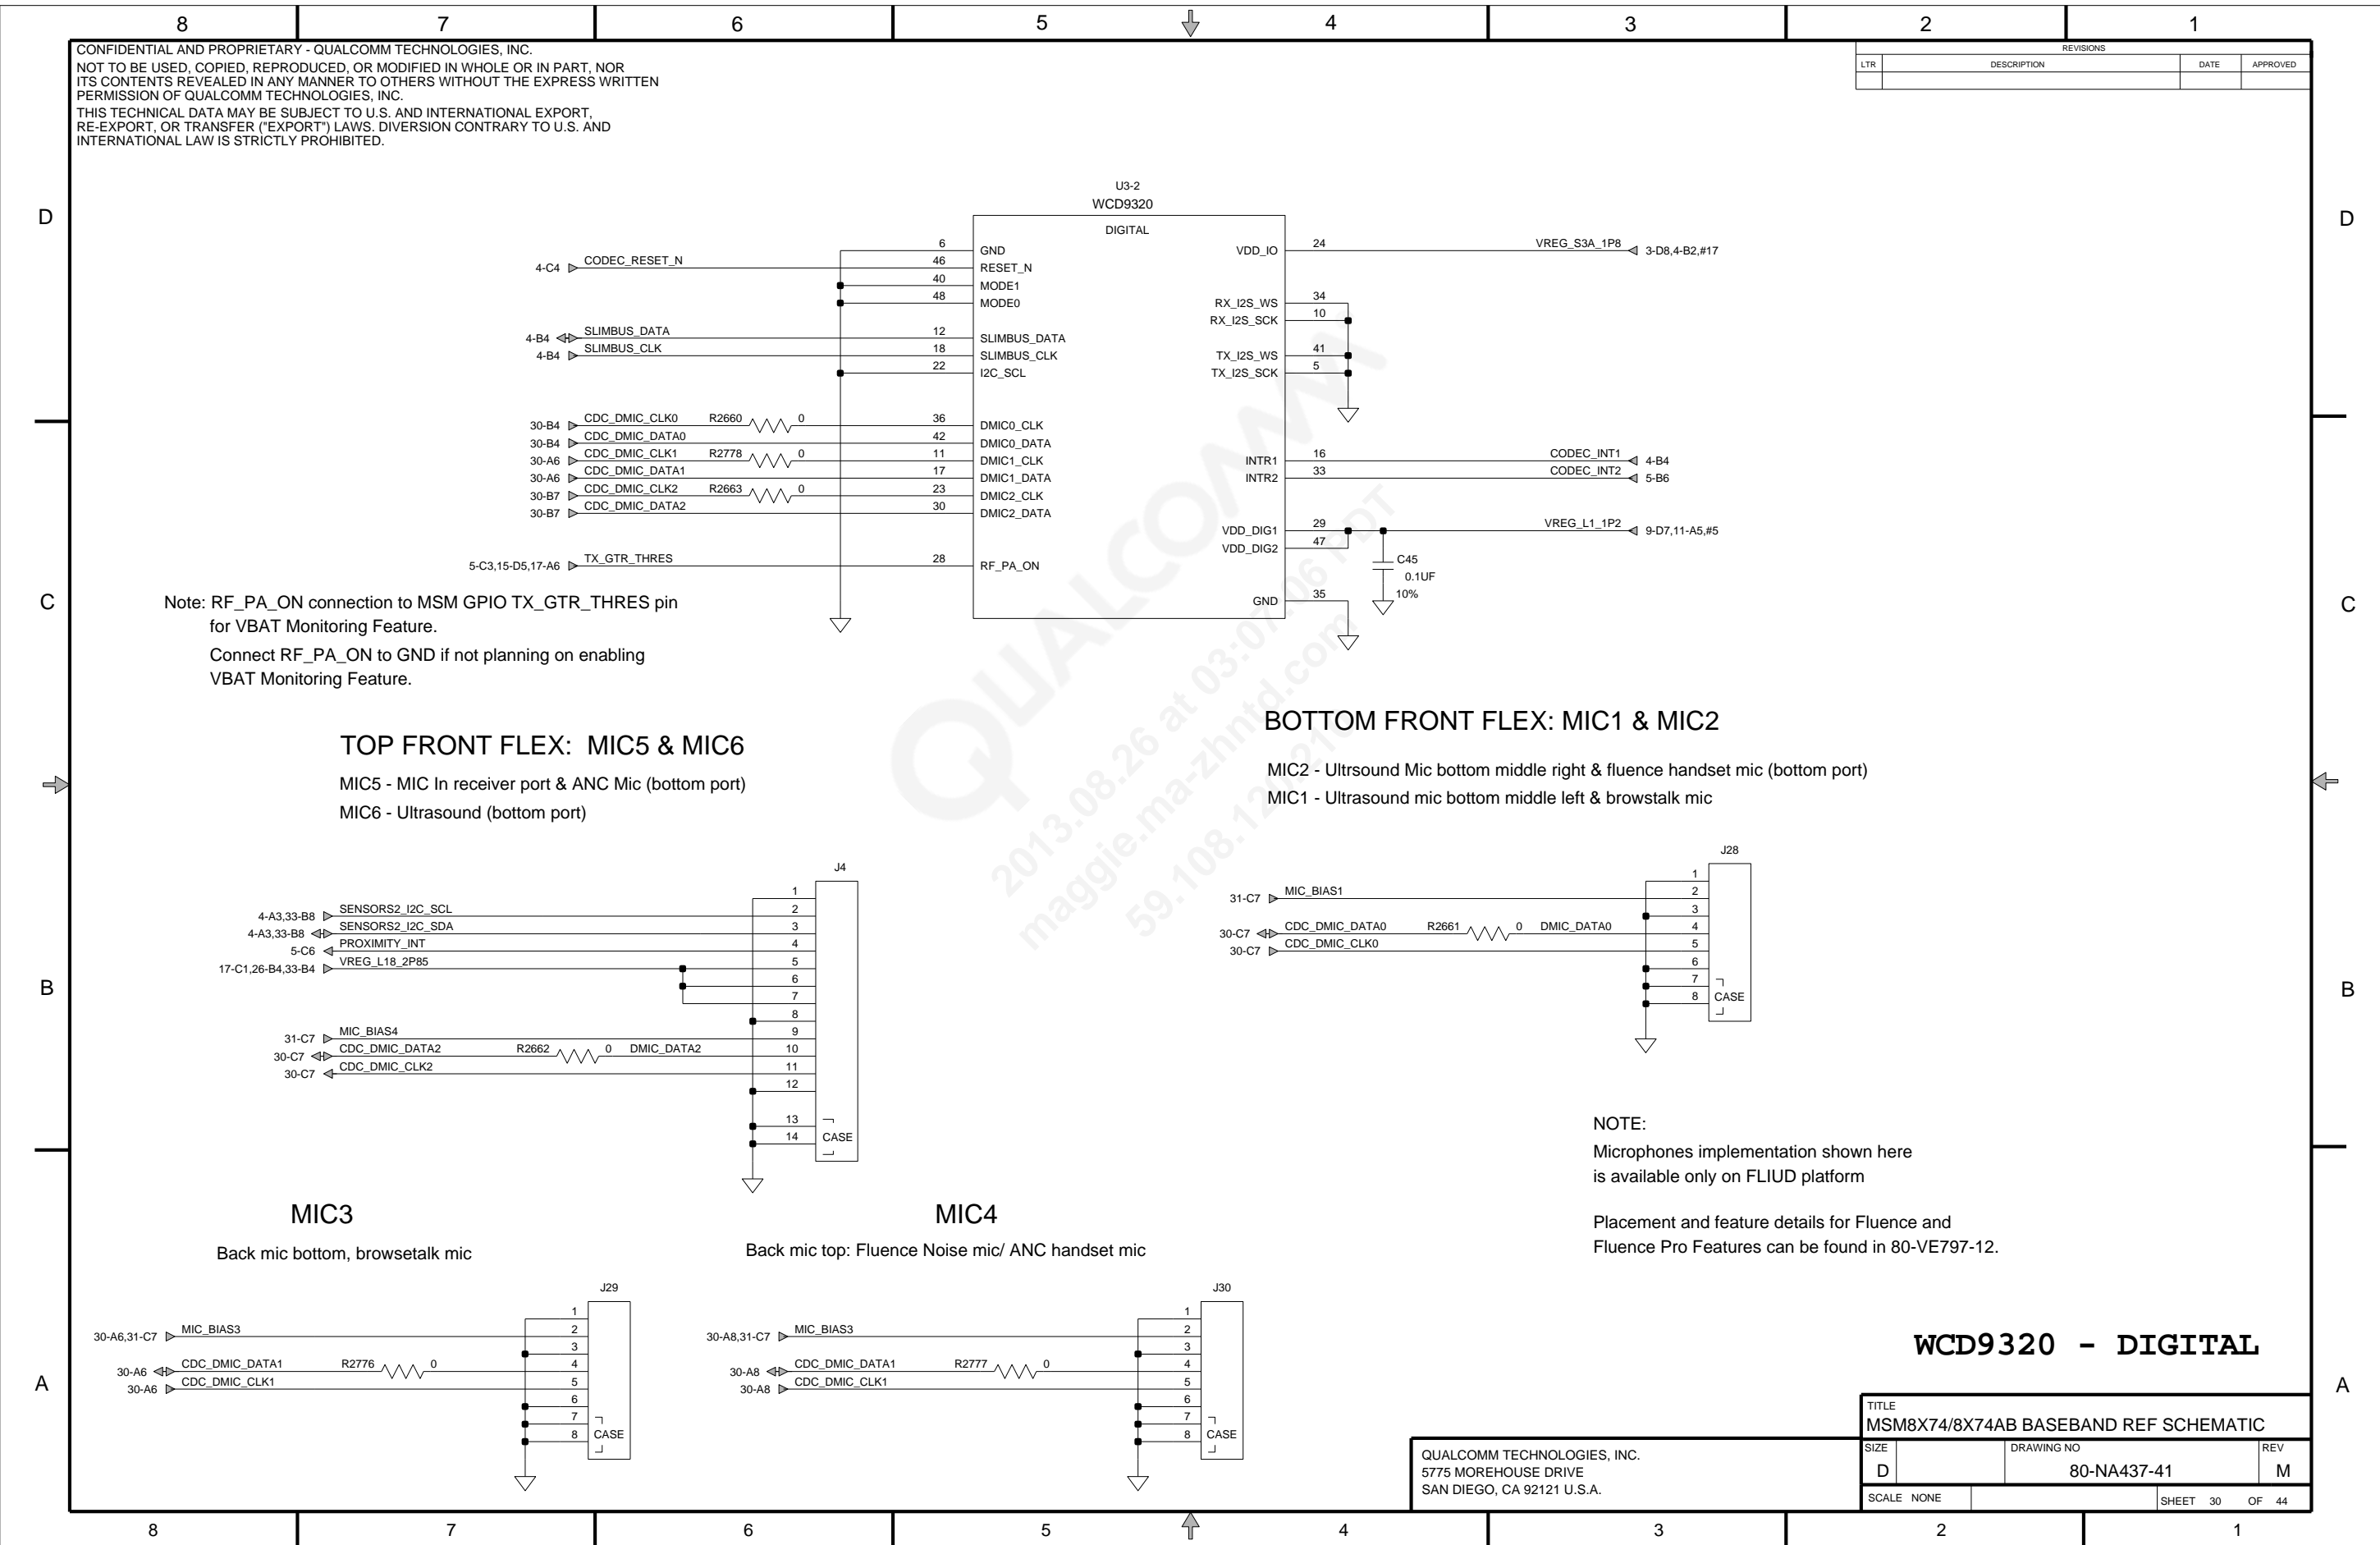 8 7 6 5 4 3 2 1
CONFIDENTIAL AND PROPRIETARY - QUALCOMM TECHNOLOGIES, INC.
NOT TO BE USED, COPIED, REPRODUCED, OR MODIFIED IN WHOLE OR IN PART, NOR
ITS CONTENTS REVEALED IN ANY MANNER TO OTHERS WITHOUT THE EXPRESS WRITTEN
PERMISSION OF QUALCOMM TECHNOLOGIES, INC.
THIS TECHNICAL DATA MAY BE SUBJECT TO U.S. AND INTERNATIONAL EXPORT,
RE-EXPORT, OR TRANSFER ("EXPORT") LAWS. DIVERSION CONTRARY TO U.S. AND
INTERNATIONAL LAW IS STRICTLY PROHIBITED.
REVISIONS
LTR DESCRIPTION DATE APPROVED
D D
U3-2
WCD9320
DIGITAL
6 GND
4-C4 CODEC_RESET_N 46 RESET_N
40 MODE1
48 MODE0
4-B4 SLIMBUS_DATA 12 SLIMBUS_DATA
4-B4 SLIMBUS_CLK 18 SLIMBUS_CLK
22 I2C_SCL
30-B4 CDC_DMIC_CLK0 R2660 0 36 DMIC0_CLK
30-B4 CDC_DMIC_DATA0 42 DMIC0_DATA
30-A6 CDC_DMIC_CLK1 R2778 0 11 DMIC1_CLK
30-A6 CDC_DMIC_DATA1 17 DMIC1_DATA
30-B7 CDC_DMIC_CLK2 R2663 0 23 DMIC2_CLK
30-B7 CDC_DMIC_DATA2 30 DMIC2_DATA
5-C3,15-D5,17-A6 TX_GTR_THRES 28 RF_PA_ON
VDD_IO 24 VREG_S3A_1P8 3-D8,4-B2,#17
RX_I2S_WS 34
RX_I2S_SCK 10
TX_I2S_WS 41
TX_I2S_SCK 5
INTR1 16 CODEC_INT1 4-B4
INTR2 33 CODEC_INT2 5-B6
VDD_DIG1 29 VREG_L1_1P2 9-D7,11-A5,#5
VDD_DIG2 47
C45
0.1UF
10%
GND 35
C C
Note: RF_PA_ON connection to MSM GPIO TX_GTR_THRES pin
for VBAT Monitoring Feature.
Connect RF_PA_ON to GND if not planning on enabling
VBAT Monitoring Feature.
QUALCOMM
2013.08.26 at 03:07:06 PDT
maggie.ma-zhntd.com
59.108.120.210
TOP FRONT FLEX: MIC5 & MIC6
MIC5 - MIC In receiver port & ANC Mic (bottom port)
MIC6 - Ultrasound (bottom port)
BOTTOM FRONT FLEX: MIC1 & MIC2
MIC2 - Ultrsound Mic bottom middle right & fluence handset mic (bottom port)
MIC1 - Ultrasound mic bottom middle left & browstalk mic
J4
1
4-A3,33-B8 SENSORS2_I2C_SCL 2
4-A3,33-B8 SENSORS2_I2C_SDA 3
5-C6 PROXIMITY_INT 4
17-C1,26-B4,33-B4 VREG_L18_2P85 5
6
7
8
31-C7 MIC_BIAS4 9
30-C7 CDC_DMIC_DATA2 R2662 0 DMIC_DATA2 10
30-C7 CDC_DMIC_CLK2 11
12
13
14 CASE
J28
1
31-C7 MIC_BIAS1 2
3
30-C7 CDC_DMIC_DATA0 R2661 0 DMIC_DATA0 4
30-C7 CDC_DMIC_CLK0 5
6
7
8 CASE
B B
NOTE:
Microphones implementation shown here
is available only on FLIUD platform
Placement and feature details for Fluence and
Fluence Pro Features can be found in 80-VE797-12.
MIC3
Back mic bottom, browsetalk mic
J29
1
30-A6,31-C7 MIC_BIAS3 2
3
30-A6 CDC_DMIC_DATA1 R2776 0 4
30-A6 CDC_DMIC_CLK1 5
6
7
8 CASE
MIC4
Back mic top: Fluence Noise mic/ ANC handset mic
J30
1
30-A8,31-C7 MIC_BIAS3 2
3
30-A8 CDC_DMIC_DATA1 R2777 0 4
30-A8 CDC_DMIC_CLK1 5
6
7
8 CASE
A A
WCD9320 - DIGITAL
QUALCOMM TECHNOLOGIES, INC.
5775 MOREHOUSE DRIVE
SAN DIEGO, CA 92121 U.S.A.
TITLE
MSM8X74/8X74AB BASEBAND REF SCHEMATIC
SIZE DRAWING NO REV
D 80-NA437-41 M
SCALE NONE SHEET 30 OF 44
8 7 6 5 4 3 2 1